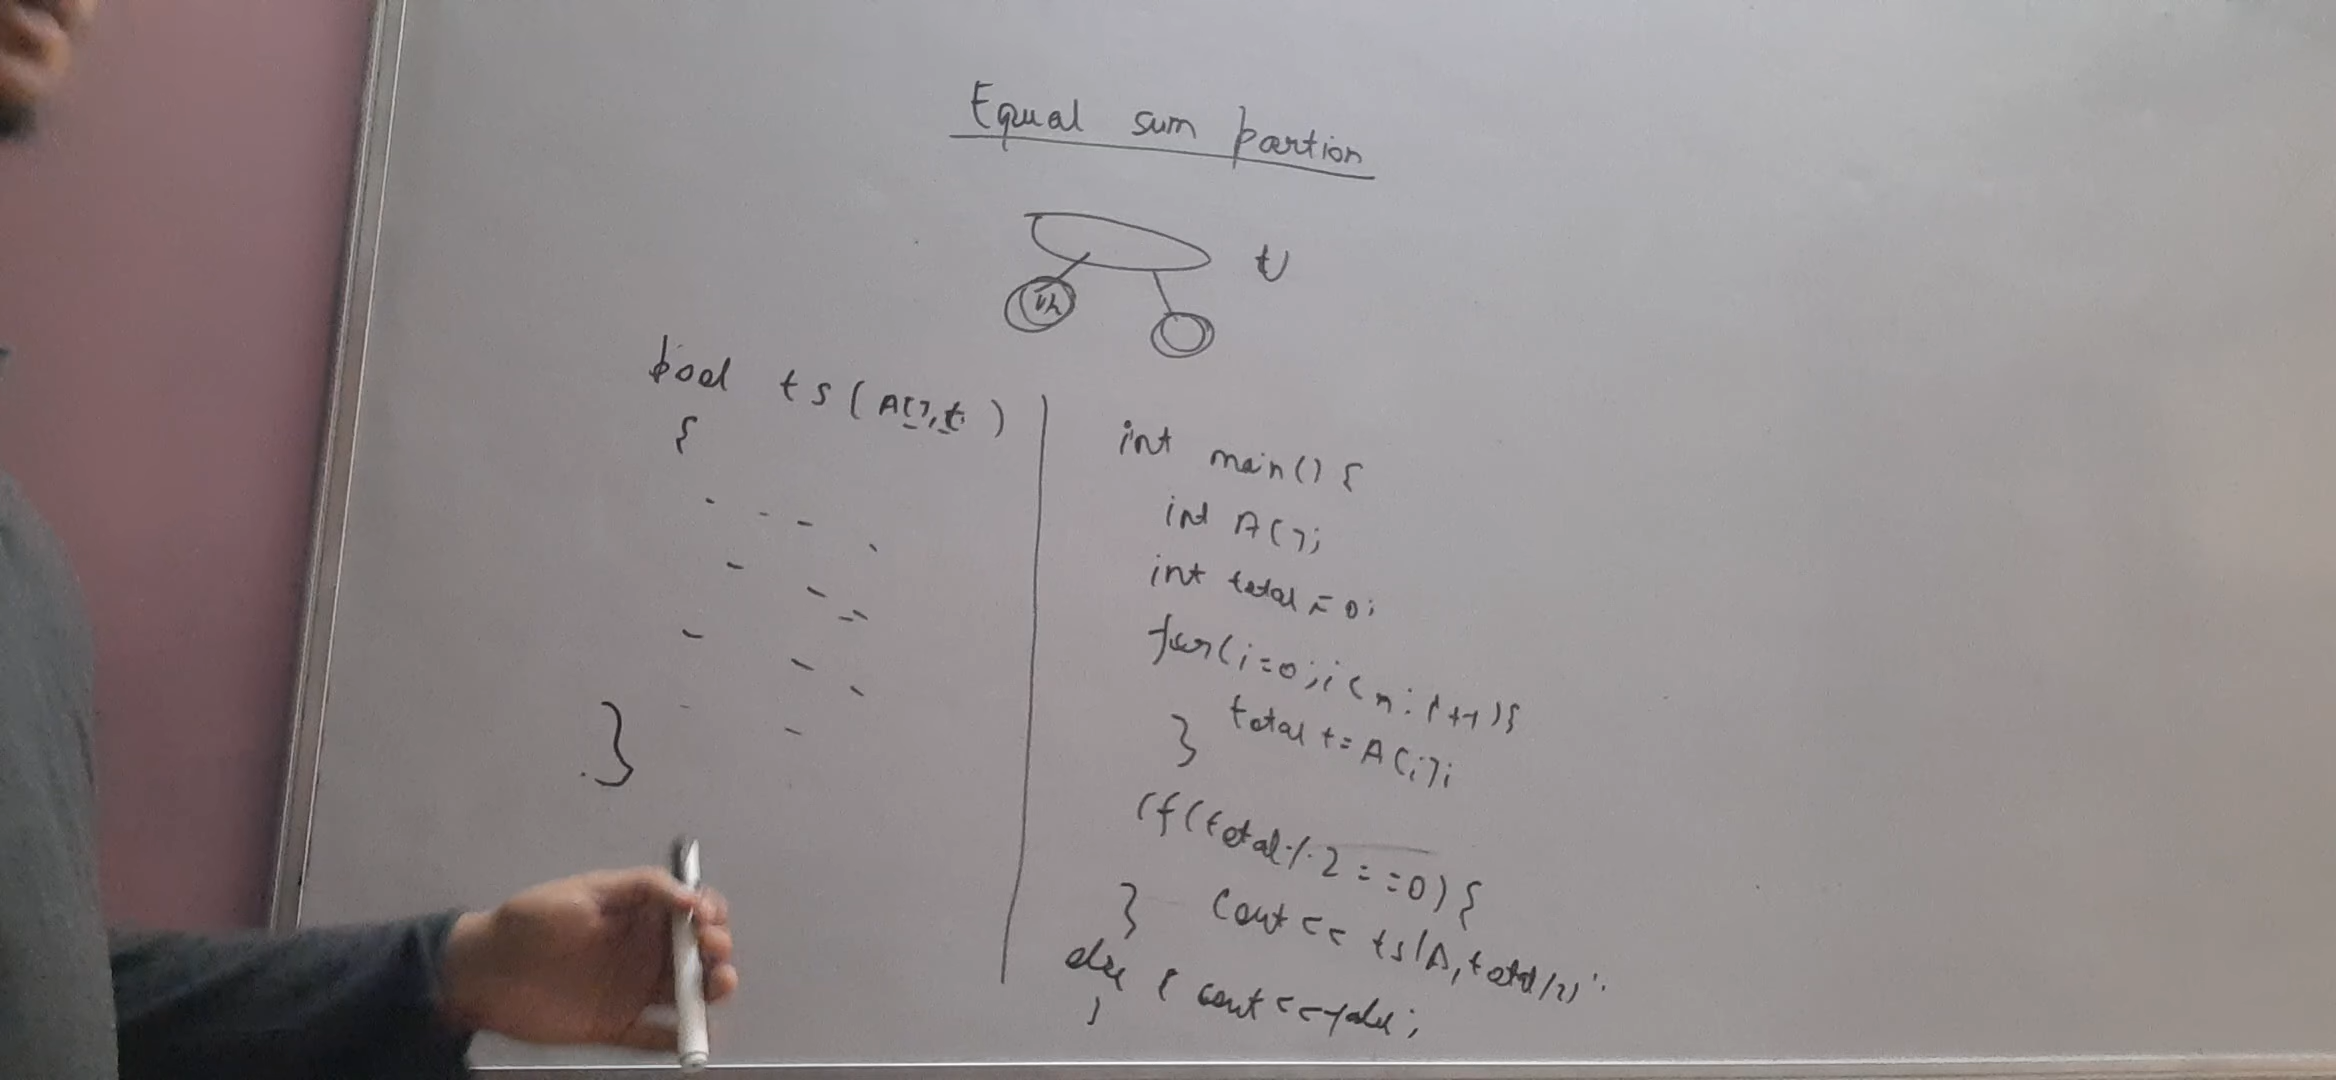 Equal sum partion
t
t/2
bool ts(A[], t)
{
}
int main() {
int A[];
int total = 0;
for(i=0; i<n; i++){
total += A[i];
}
if(total % 2 == 0) {
cout << ts(A, total/2);
}
else { cout << false;
}